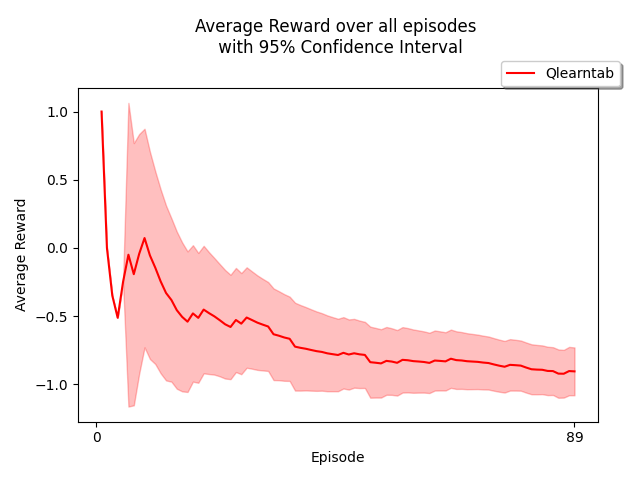 Average Reward over all episodes
with 95% Confidence Interval
Qlearntab
1.0
0.5
0.0
−0.5
−1.0
Average Reward
0
89
Episode